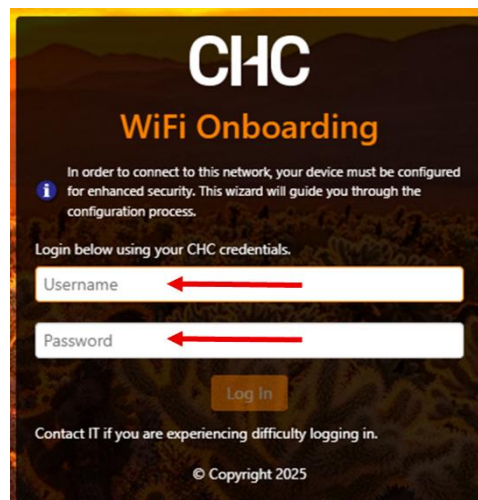 CHC
WiFi Onboarding
In order to connect to this network, your device must be configured
for enhanced security. This wizard will guide you through the
configuration process.
Login below using your CHC credentials.
Username
Password
Log In
Contact IT if you are experiencing difficulty logging in.
© Copyright 2025